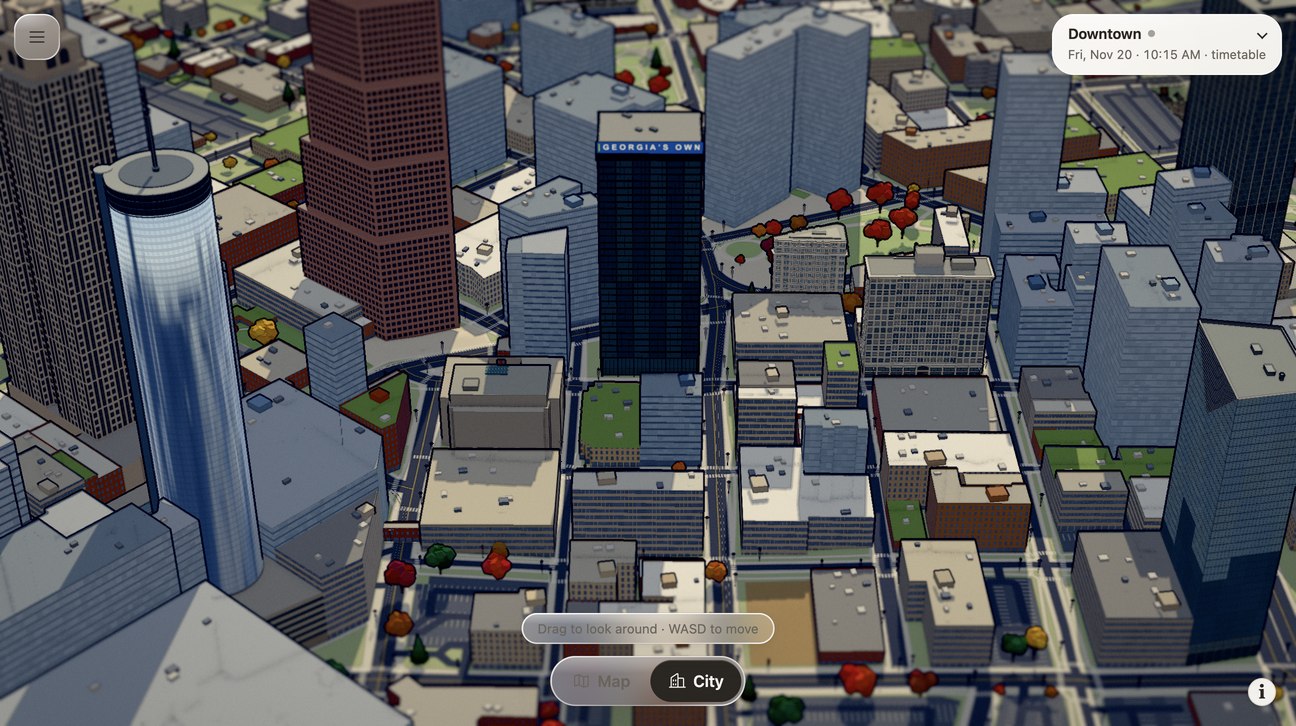 Downtown
Fri, Nov 20 · 10:15 AM · timetable
GEORGIA'S OWN
Drag to look around · WASD to move
Map
City
i